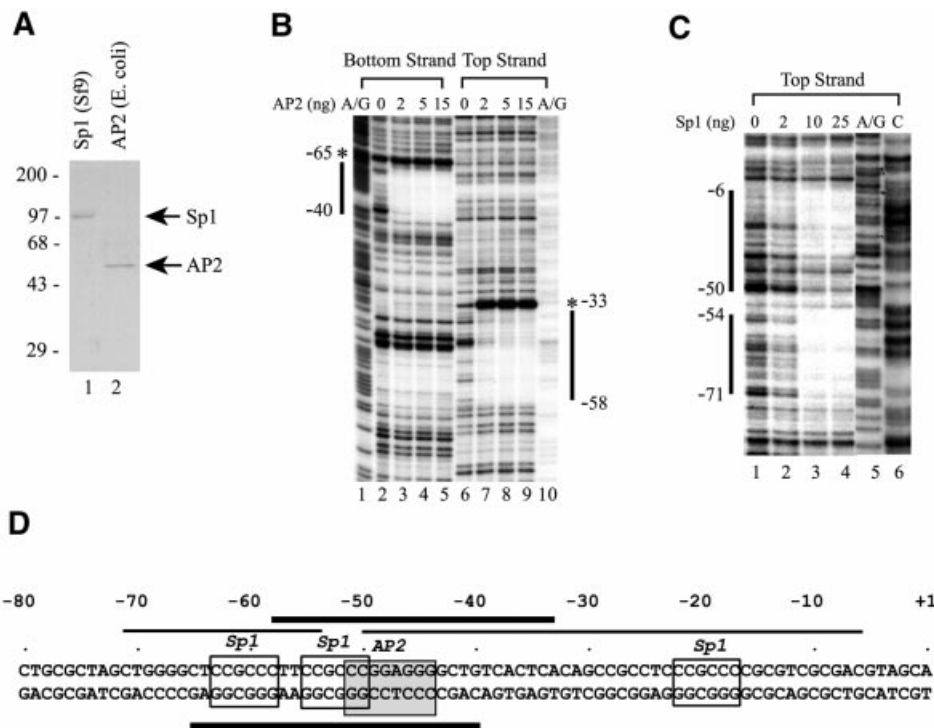 A
Sp1 (Sf9)
AP2 (E. coli)
200 -
97 -
68 -
43 -
29 -
Sp1
AP2
1 2
B
Bottom Strand Top Strand
AP2 (ng) A/G 0 2 5 15 0 2 5 15 A/G
-65 *
-40
* -33
-58
1 2 3 4 5 6 7 8 9 10
C
Top Strand
Sp1 (ng) 0 2 10 25 A/G C
-6
-50
-54
-71
1 2 3 4 5 6
D
-80 -70 -60 -50 -40 -30 -20 -10 +1
Sp1 Sp1 AP2 Sp1
CTGCGCTAGCTGGGGCTCCGCCCTTCCGCCCGGAGGGGCTGTCACTCACAGCCGCCTCCCGCCCCGCGTCGCGACGTAGCA
GACGCGATCGACCCCGAGGCGGGAAGGCGGGCCTCCCCGACAGTGAGTGTCGGCGGAGGGCGGGGCGCAGCGCTGCATCGT